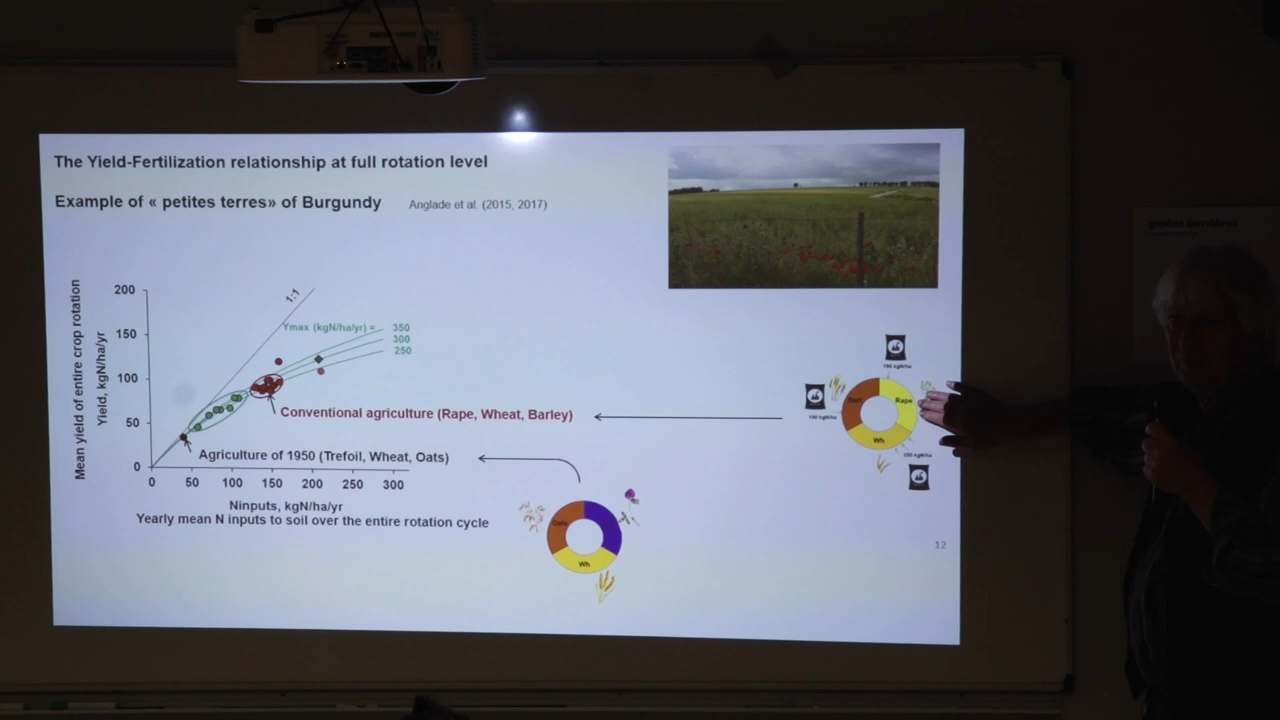 The Yield-Fertilization relationship at full rotation level
Example of « petites terres» of Burgundy
Anglade et al. (2015, 2017)
Mean yield of entire crop rotation
Yield, kgN/ha/yr
200
150
100
50
0
1:1
Ymax (kgN/ha/yr) =
350
300
250
Conventional agriculture (Rape, Wheat, Barley)
Agriculture of 1950 (Trefoil, Wheat, Oats)
0 50 100 150 200 250 300
Ninputs, kgN/ha/yr
Yearly mean N inputs to soil over the entire rotation cycle
Rape
Wh
Wh
12
gestes barrières